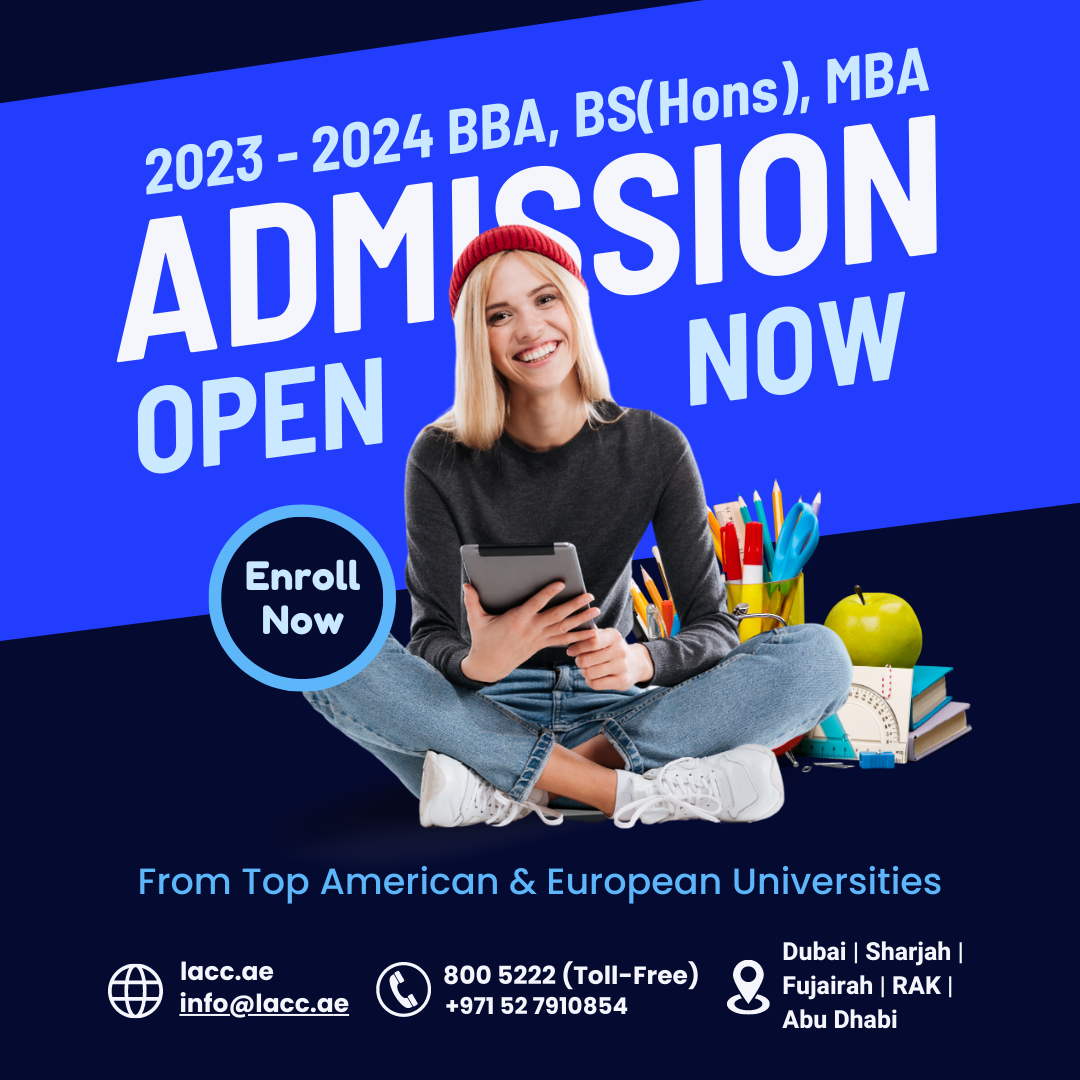 2023 - 2024 BBA, BS(Hons), MBA
ADMISSION
OPEN NOW
Enroll
Now
From Top American & European Universities
lacc.ae
info@lacc.ae
800 5222 (Toll-Free)
+971 52 7910854
Dubai | Sharjah |
Fujairah | RAK |
Abu Dhabi